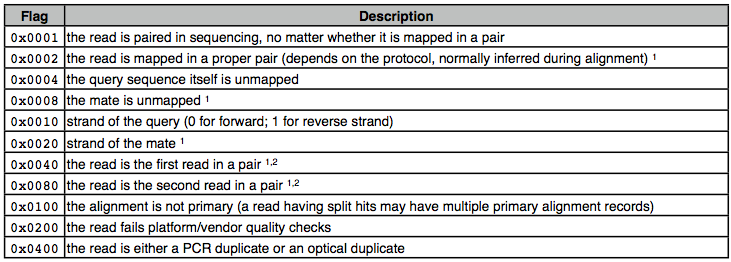 Flag Description
0x0001 the read is paired in sequencing, no matter whether it is mapped in a pair
0x0002 the read is mapped in a proper pair (depends on the protocol, normally inferred during alignment) 1
0x0004 the query sequence itself is unmapped
0x0008 the mate is unmapped 1
0x0010 strand of the query (0 for forward; 1 for reverse strand)
0x0020 strand of the mate 1
0x0040 the read is the first read in a pair 1,2
0x0080 the read is the second read in a pair 1,2
0x0100 the alignment is not primary (a read having split hits may have multiple primary alignment records)
0x0200 the read fails platform/vendor quality checks
0x0400 the read is either a PCR duplicate or an optical duplicate